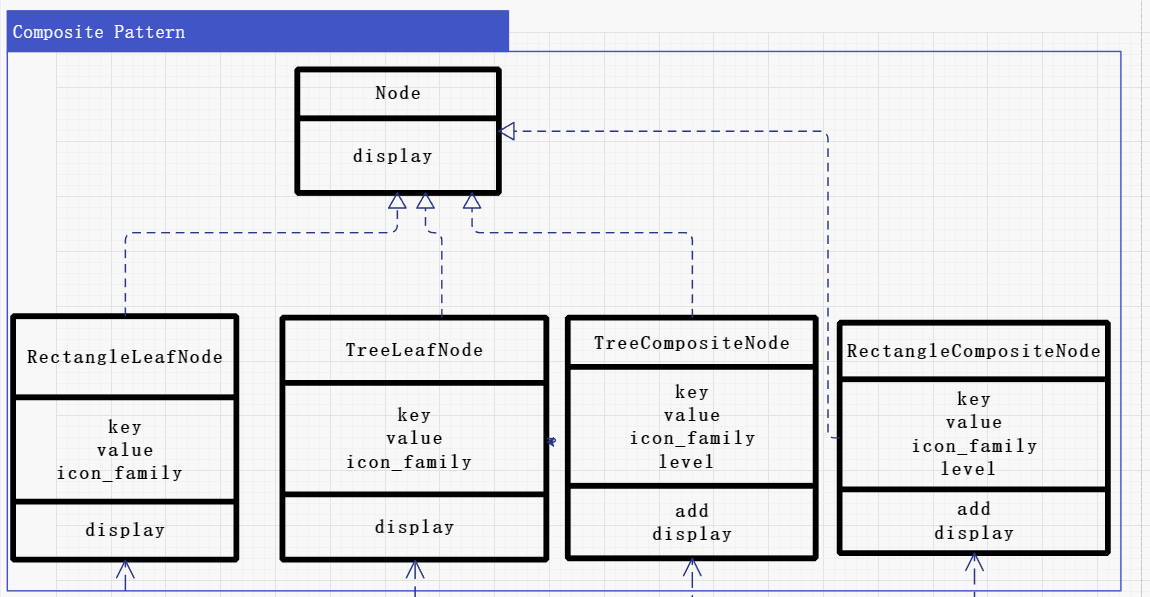 Composite Pattern
Node
display
RectangleLeafNode
key
value
icon_family
display
TreeLeafNode
key
value
icon_family
display
TreeCompositeNode
key
value
icon_family
level
add
display
RectangleCompositeNode
key
value
icon_family
level
add
display